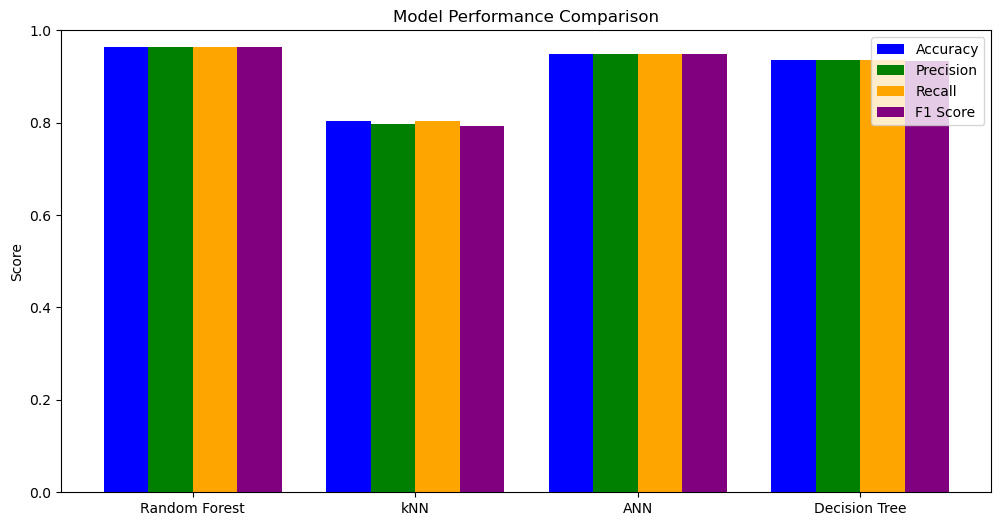 Model Performance Comparison
1.0
0.8
0.6
0.4
0.2
0.0
Score
Accuracy
Precision
Recall
F1 Score
Random Forest
kNN
ANN
Decision Tree